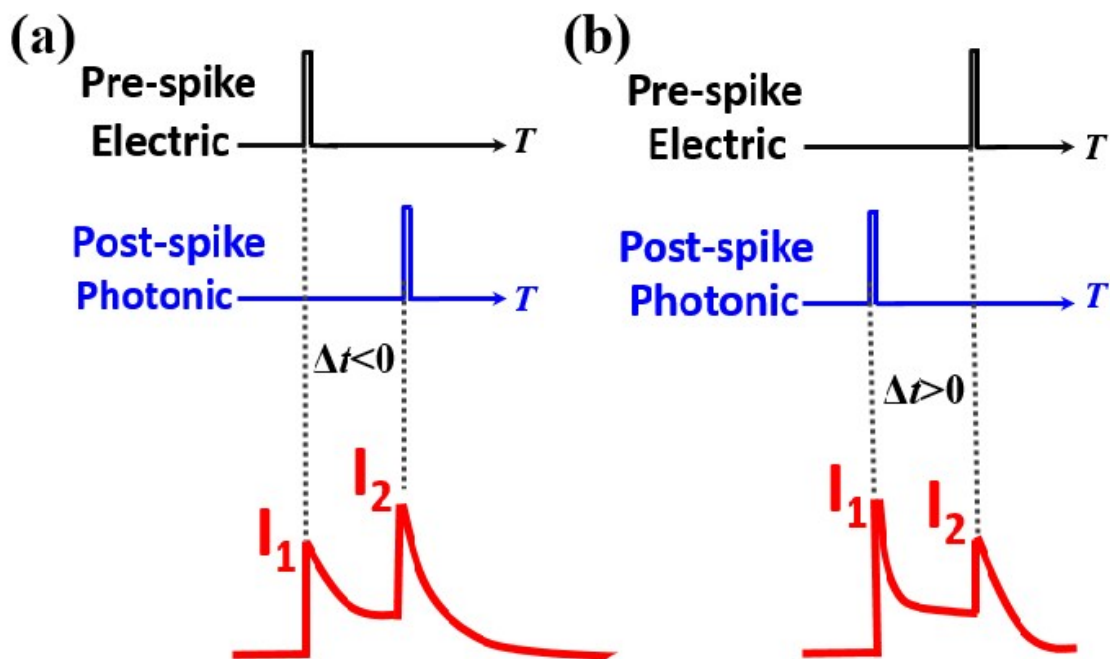 (a)
Pre-spike
Electric
T
Post-spike
Photonic
T
Δt<0
I1
I2
(b)
Pre-spike
Electric
T
Post-spike
Photonic
T
Δt>0
I1
I2